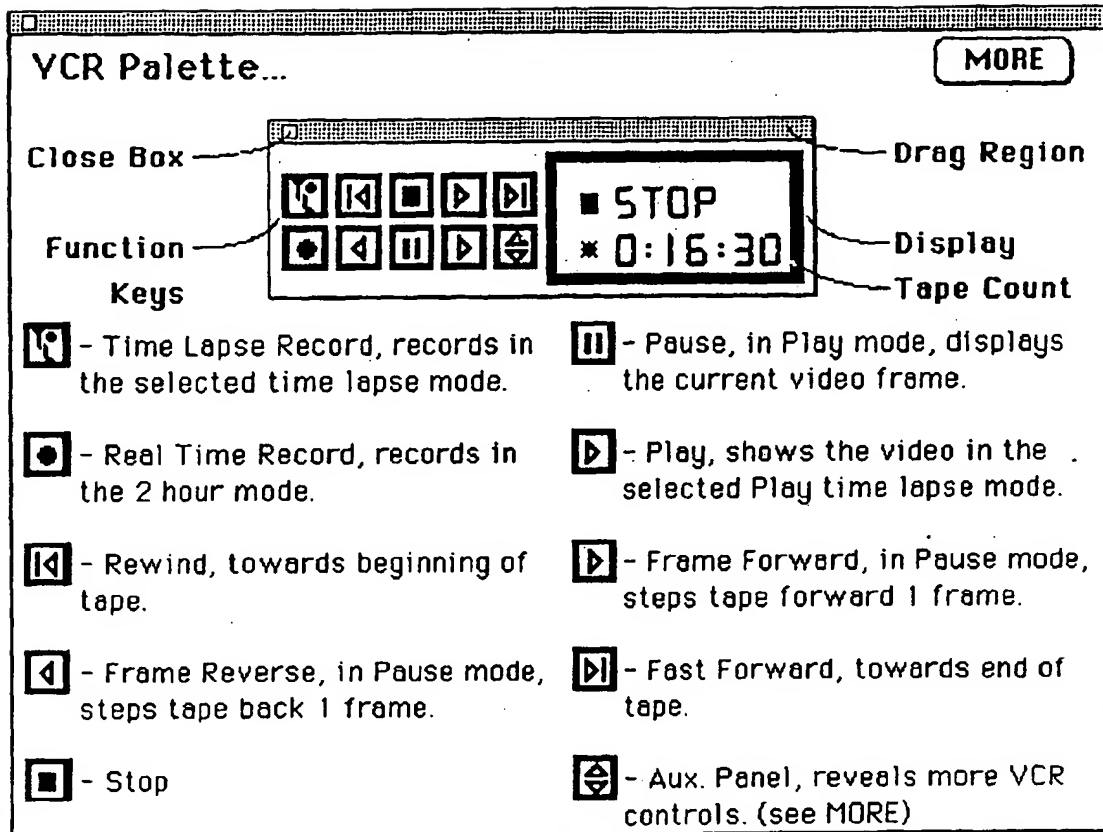 VCR Palette...
MORE
Close Box
Drag Region
STOP
Function
Keys
0:16:30
Display
Tape Count
- Time Lapse Record, records in
the selected time lapse mode.
- Real Time Record, records in
the 2 hour mode.
- Rewind, towards beginning of
tape.
- Frame Reverse, in Pause mode,
steps tape back 1 frame.
- Stop
- Pause, in Play mode, displays
the current video frame.
- Play, shows the video in the
selected Play time lapse mode.
- Frame Forward, in Pause mode,
steps tape forward 1 frame.
- Fast Forward, towards end of
tape.
- Aux. Panel, reveals more VCR
controls. (see MORE)